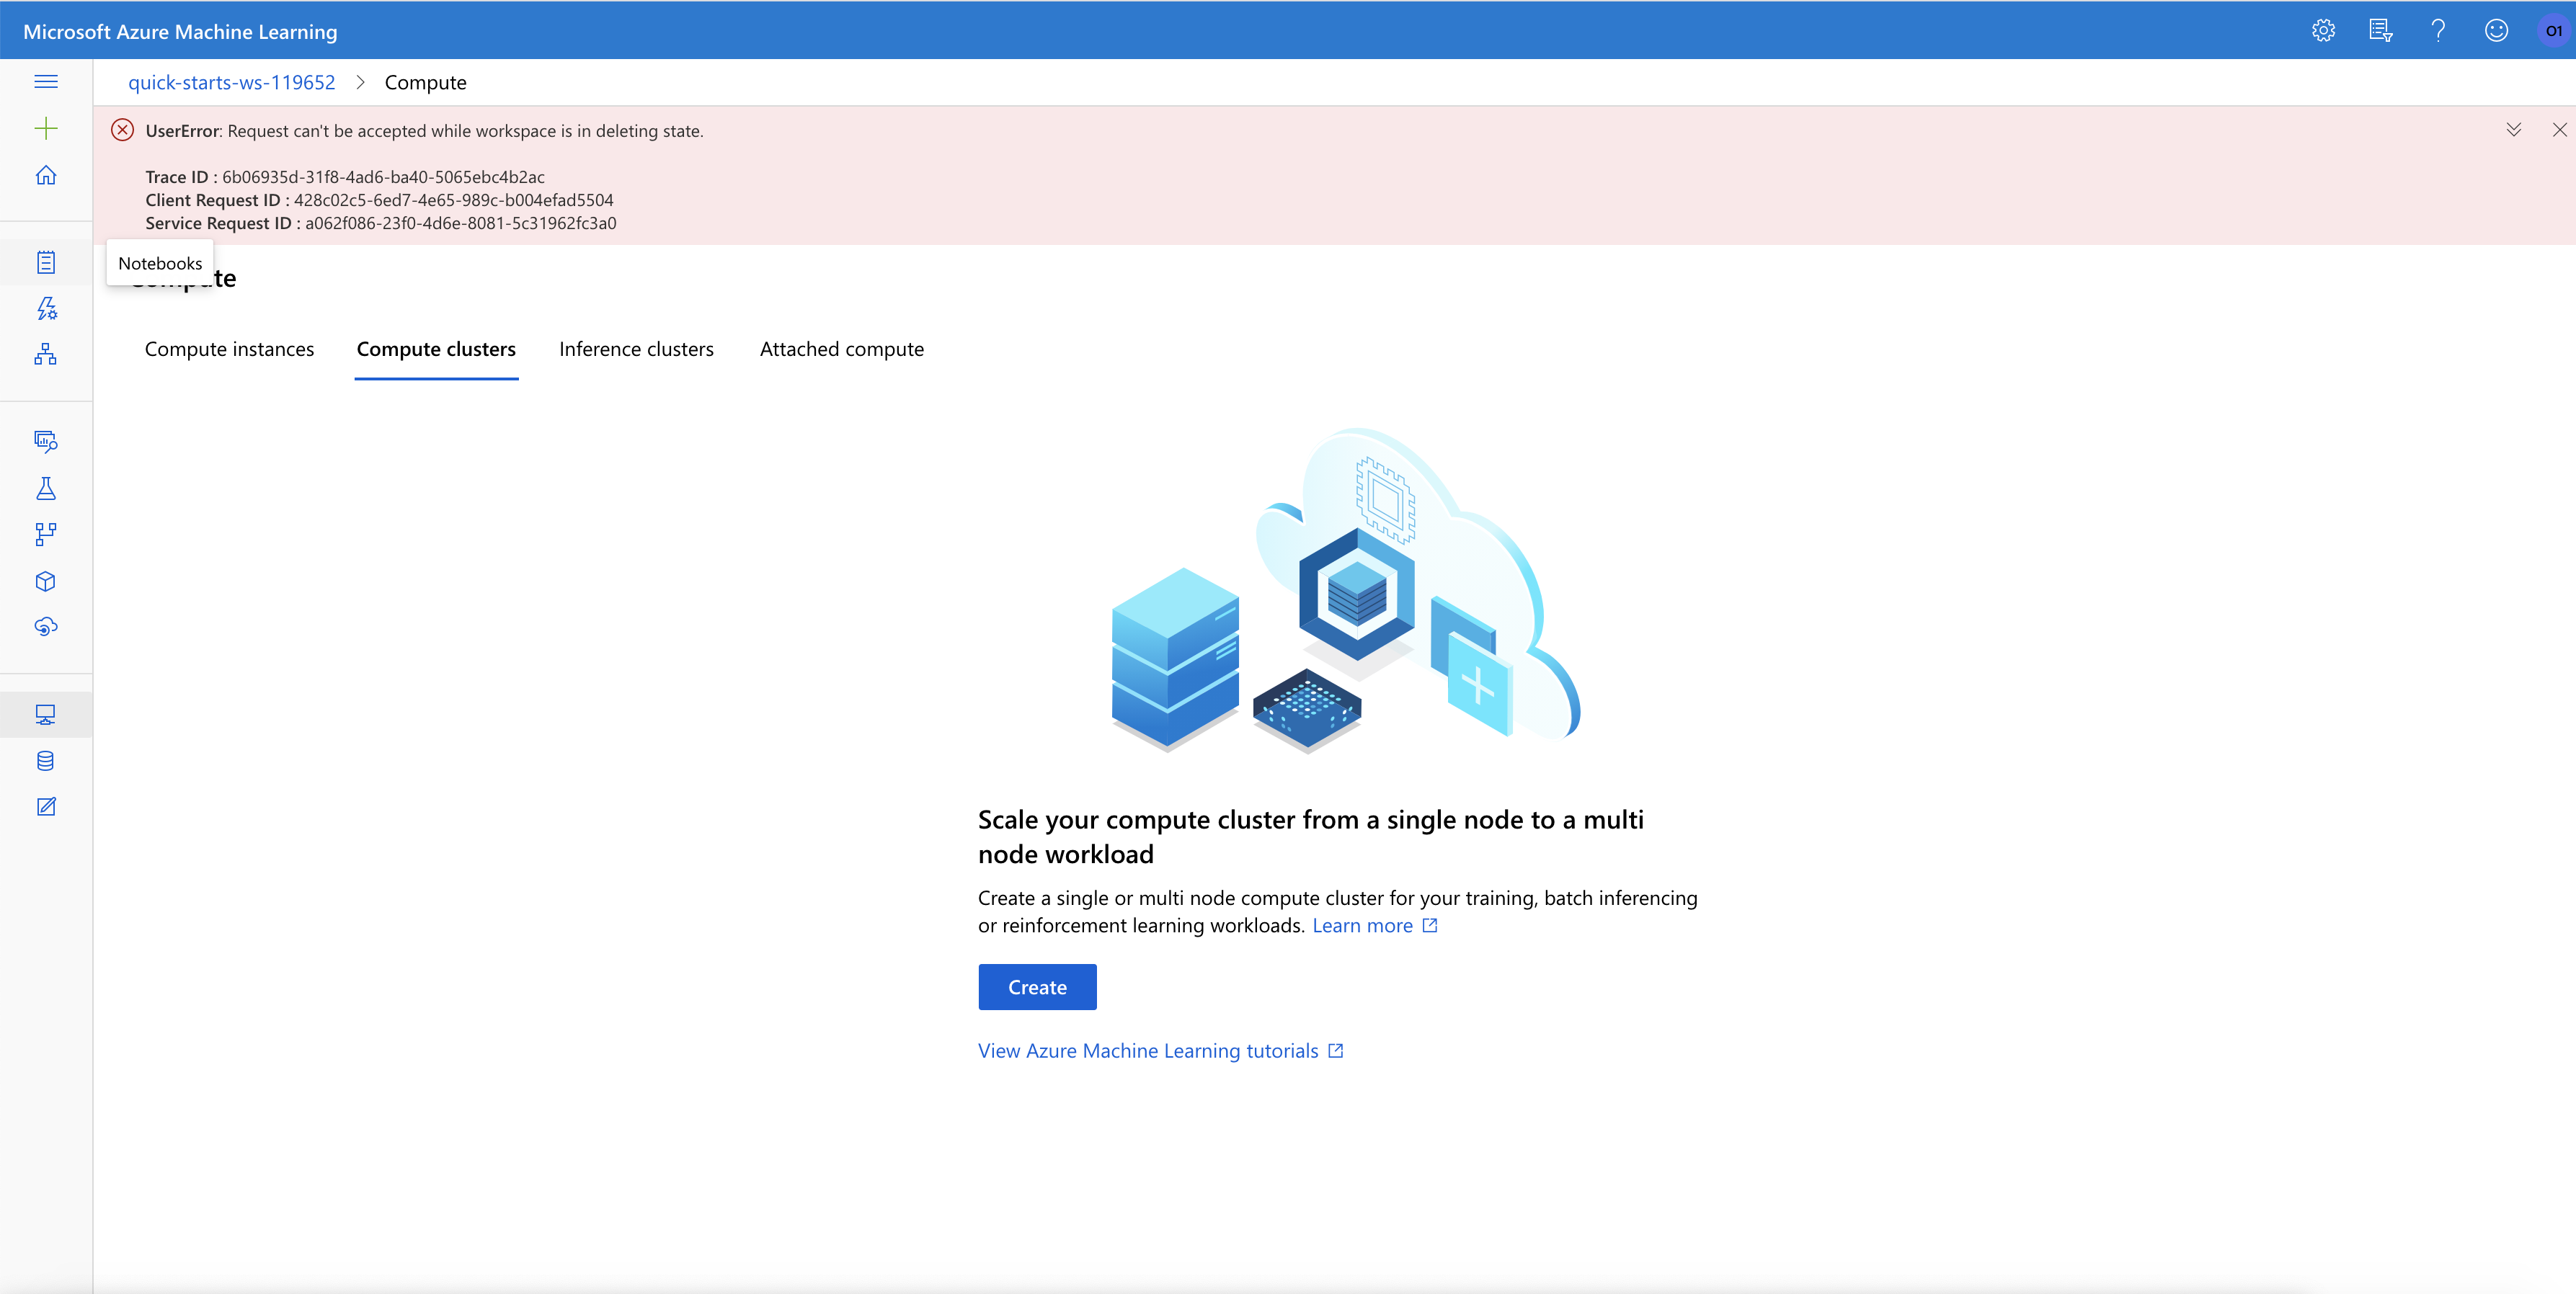 Microsoft Azure Machine Learning
O1
quick-starts-ws-119652 > Compute
UserError: Request can't be accepted while workspace is in deleting state.
Trace ID : 6b06935d-31f8-4ad6-ba40-5065ebc4b2ac
Client Request ID : 428c02c5-6ed7-4e65-989c-b004efad5504
Service Request ID : a062f086-23f0-4d6e-8081-5c31962fc3a0
Notebooks
Compute
Compute instances Compute clusters Inference clusters Attached compute
Scale your compute cluster from a single node to a multi
node workload
Create a single or multi node compute cluster for your training, batch inferencing
or reinforcement learning workloads. Learn more
Create
View Azure Machine Learning tutorials